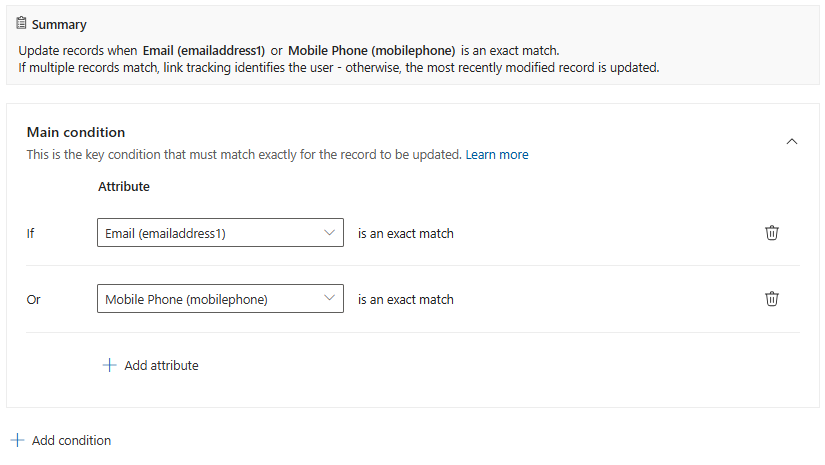 Summary
Update records when Email (emailaddress1) or Mobile Phone (mobilephone) is an exact match.
If multiple records match, link tracking identifies the user - otherwise, the most recently modified record is updated.
Main condition
This is the key condition that must match exactly for the record to be updated. Learn more
Attribute
If Email (emailaddress1) is an exact match
Or Mobile Phone (mobilephone) is an exact match
Add attribute
Add condition